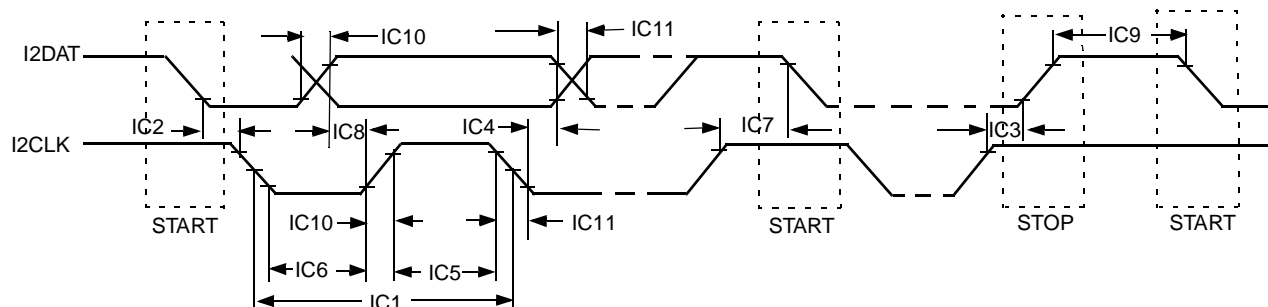 IC10 IC11 IC9
I2DAT
IC2 IC8 IC4 IC7 IC3
I2CLK
START IC10 IC11 START STOP START
IC6 IC5
IC1